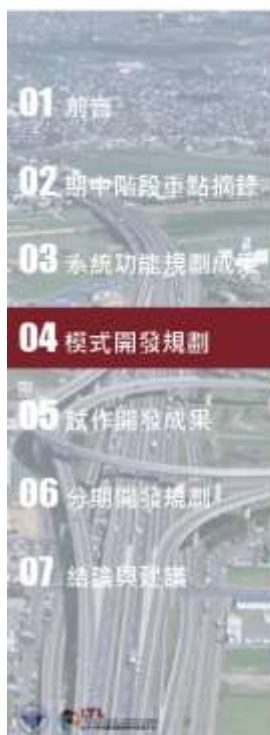 01 前言
02 期中階段重點摘錄
03 系統功能規劃成果
04 模式開發規劃
05 試作開發成果
06 分期開發規劃
07 結論與建議